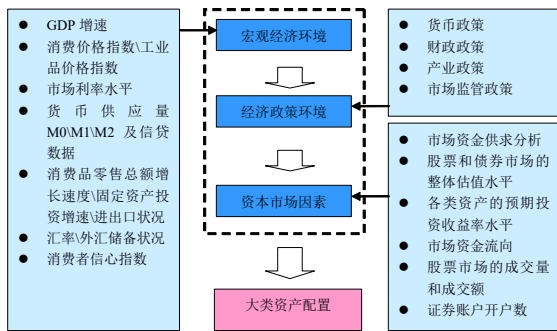 GDP 增速
消费价格指数\工业
品价格指数
市场利率水平
货币供应量
M0\M1\M2 及信贷
数据
消费品零售总额增
长速度\固定资产投
资增速\进出口状况
汇率\外汇储备状况
消费者信心指数
宏观经济环境
经济政策环境
资本市场因素
大类资产配置
货币政策
财政政策
产业政策
市场监管政策
市场资金供求分析
股票和债券市场的
整体估值水平
各类资产的预期投
资收益率水平
市场资金流向
股票市场的成交量
和成交额
证券账户开户数